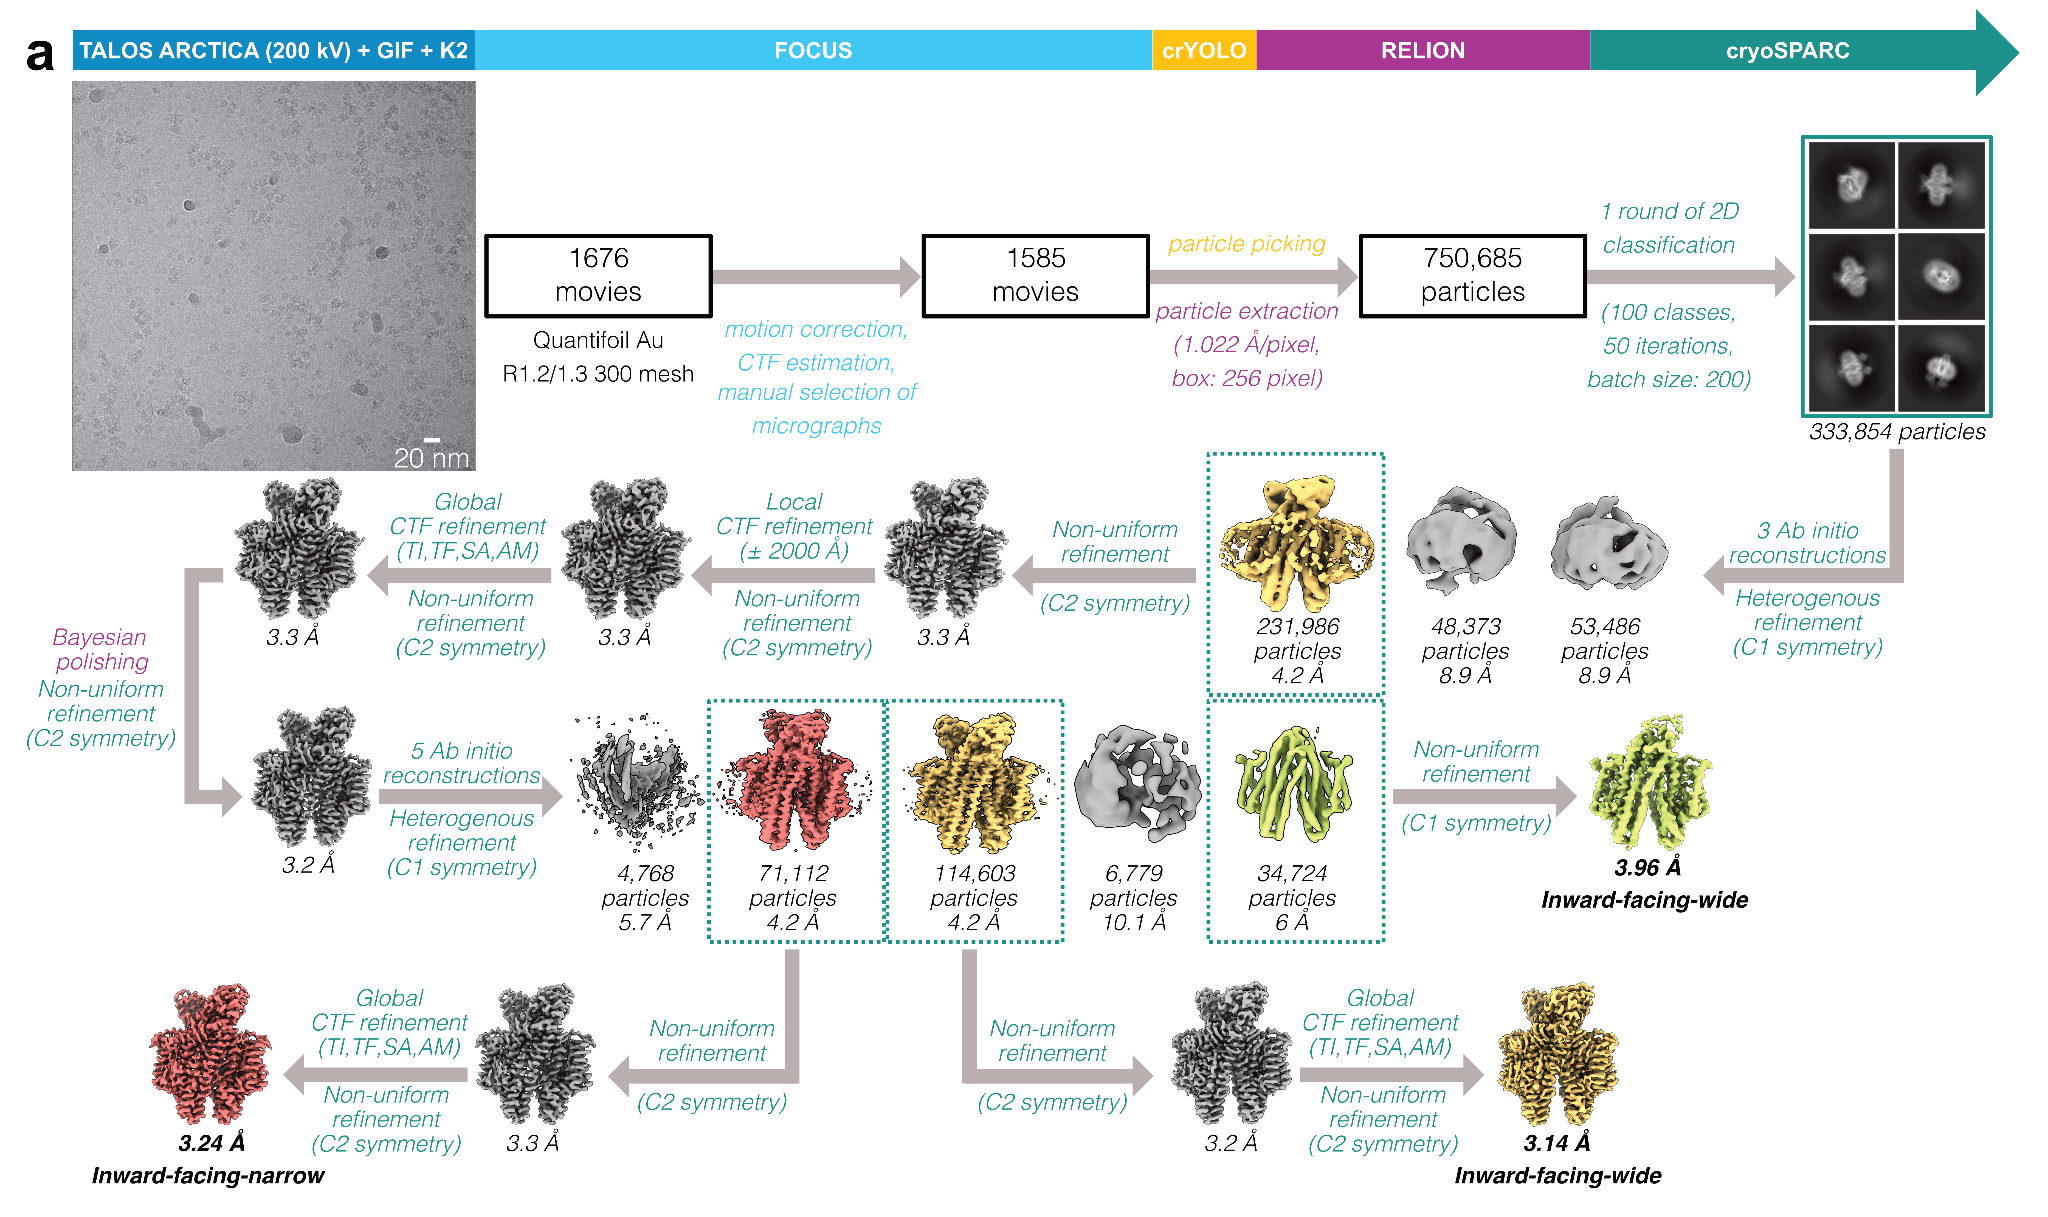 a
TALOS ARCTICA (200 kV) + GIF + K2
FOCUS
crYOLO
RELION
cryoSPARC
20 nm
1676
movies
Quantifoil Au
R1.2/1.3 300 mesh
motion correction,
CTF estimation,
manual selection of
micrographs
1585
movies
particle picking
particle extraction
(1.022 Å/pixel,
box: 256 pixel)
750,685
particles
1 round of 2D
classification
(100 classes,
50 iterations,
batch size: 200)
333,854 particles
3 Ab initio
reconstructions
Heterogenous
refinement
(C1 symmetry)
53,486
particles
8.9 Å
48,373
particles
8.9 Å
231,986
particles
4.2 Å
Non-uniform
refinement
(C2 symmetry)
3.3 Å
Local
CTF refinement
(± 2000 Å)
Non-uniform
refinement
(C2 symmetry)
3.3 Å
Global
CTF refinement
(TI,TF,SA,AM)
Non-uniform
refinement
(C2 symmetry)
3.3 Å
Bayesian
polishing
Non-uniform
refinement
(C2 symmetry)
3.2 Å
5 Ab initio
reconstructions
Heterogenous
refinement
(C1 symmetry)
4,768
particles
5.7 Å
71,112
particles
4.2 Å
114,603
particles
4.2 Å
6,779
particles
10.1 Å
34,724
particles
6 Å
Non-uniform
refinement
(C1 symmetry)
3.96 Å
Inward-facing-wide
Non-uniform
refinement
(C2 symmetry)
3.3 Å
Global
CTF refinement
(TI,TF,SA,AM)
Non-uniform
refinement
(C2 symmetry)
3.24 Å
Inward-facing-narrow
Non-uniform
refinement
(C2 symmetry)
3.2 Å
Global
CTF refinement
(TI,TF,SA,AM)
Non-uniform
refinement
(C2 symmetry)
3.14 Å
Inward-facing-wide